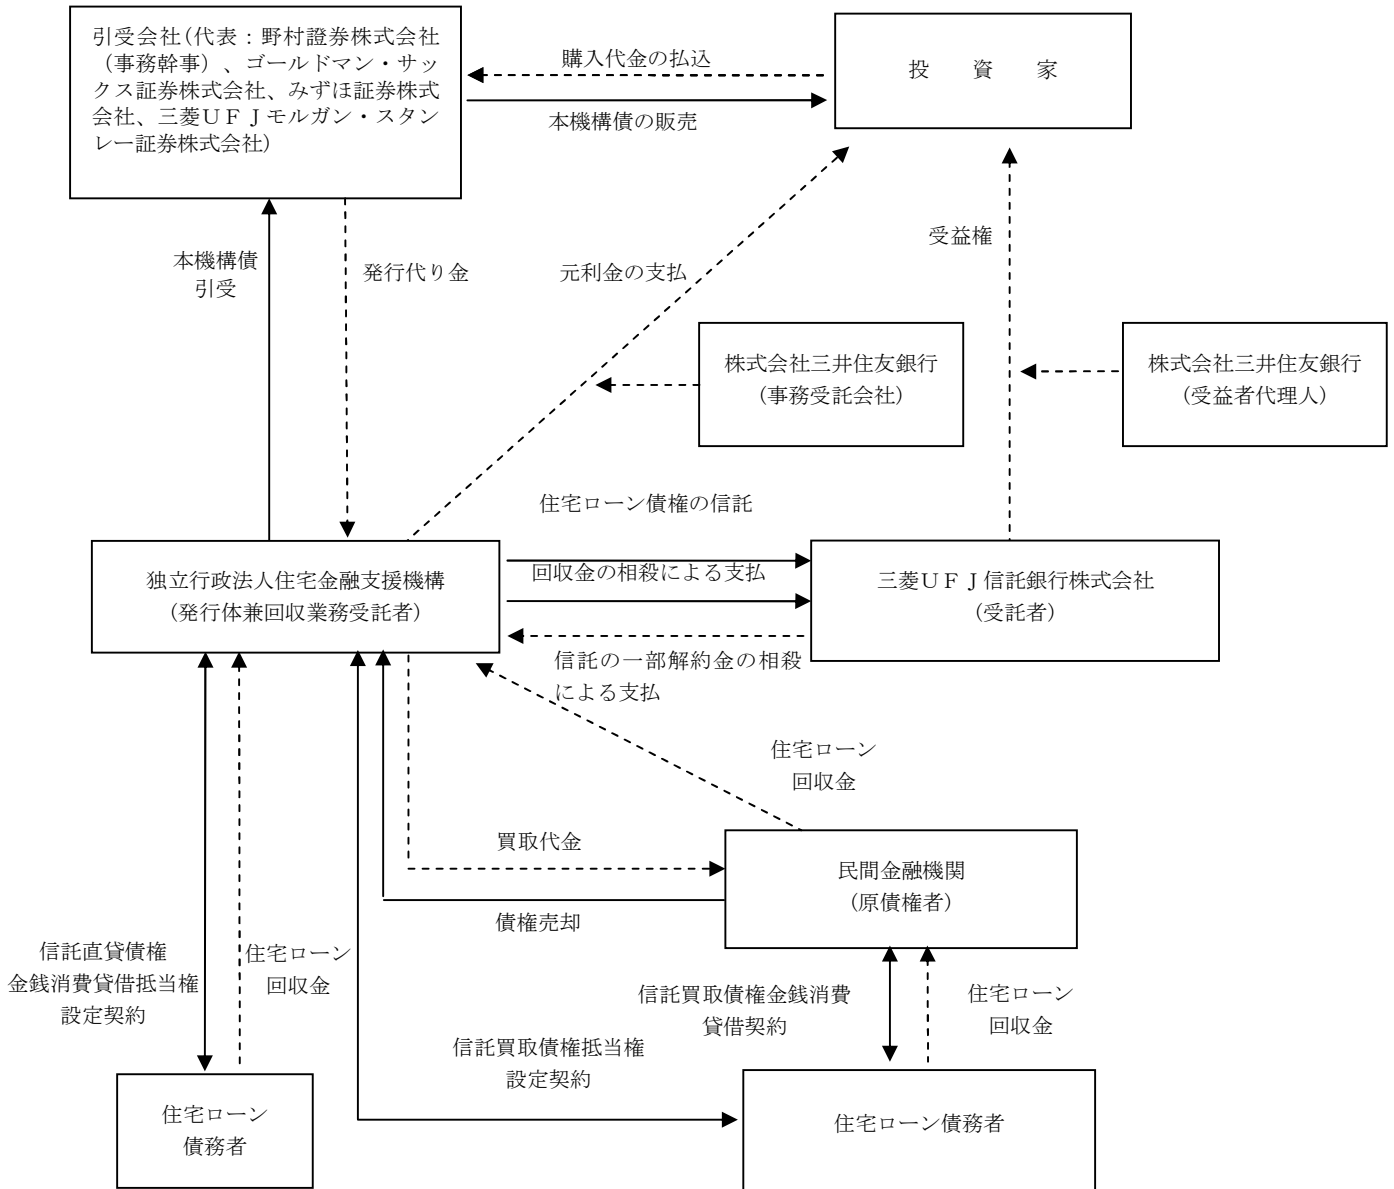 引受会社(代表：野村證券株式会社
（事務幹事）、ゴールドマン・サッ
クス証券株式会社、みずほ証券株式
会社、三菱ＵＦＪモルガン・スタン
レー証券株式会社)
購入代金の払込
投　資　家
本機構債の販売
受益権
本機構債
引受
発行代り金
元利金の支払
株式会社三井住友銀行
（事務受託会社）
株式会社三井住友銀行
（受益者代理人）
住宅ローン債権の信託
独立行政法人住宅金融支援機構
（発行体兼回収業務受託者）
回収金の相殺による支払
三菱ＵＦＪ信託銀行株式会社
（受託者）
信託の一部解約金の相殺
による支払
住宅ローン
回収金
買取代金
民間金融機関
（原債権者）
債権売却
信託直貸債権
金銭消費貸借抵当権
設定契約
住宅ローン
回収金
信託買取債権金銭消費
貸借契約
住宅ローン
回収金
信託買取債権抵当権
設定契約
住宅ローン
債務者
住宅ローン債務者